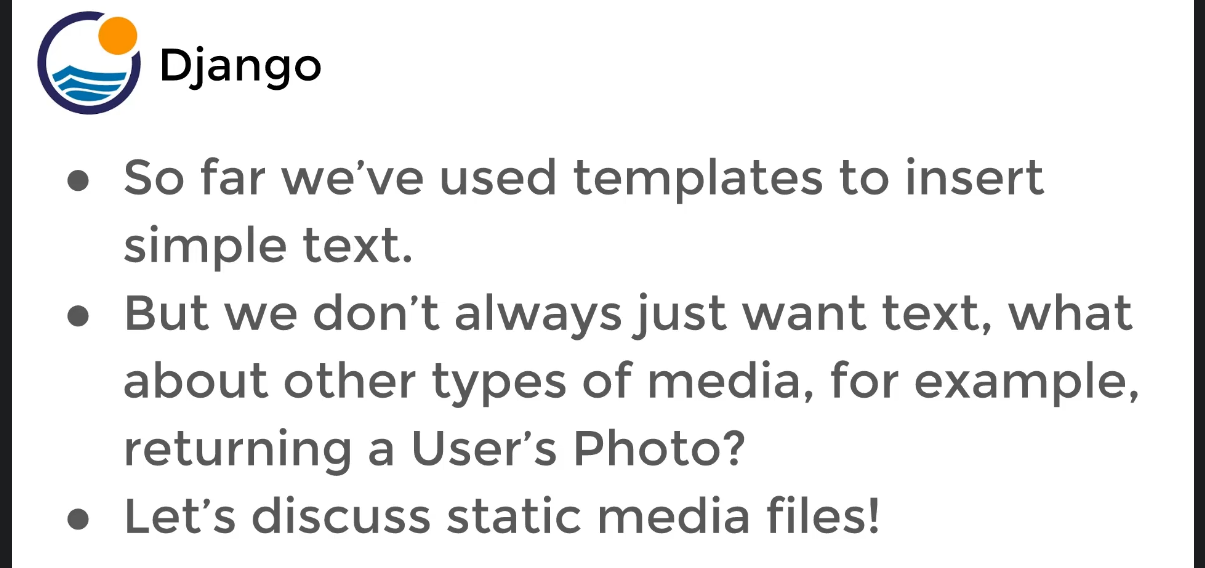 Django
● So far we’ve used templates to insert
simple text.
● But we don’t always just want text, what
about other types of media, for example,
returning a User’s Photo?
● Let’s discuss static media files!